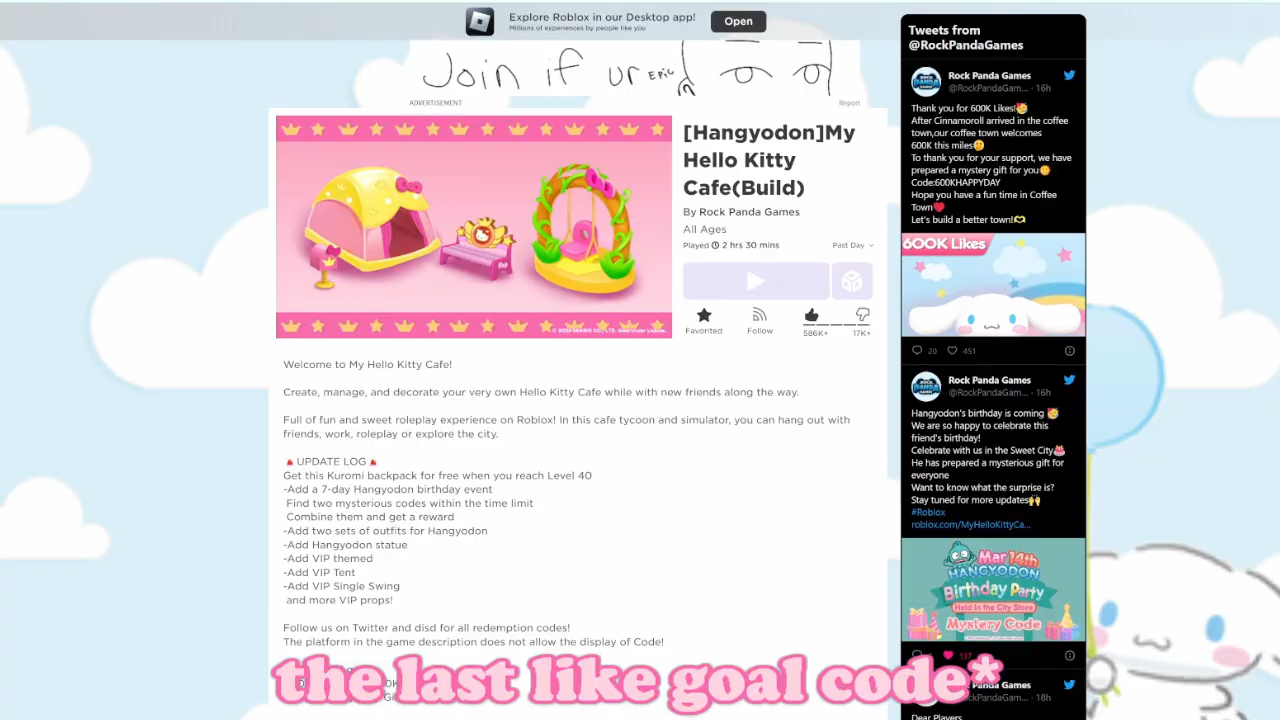 Explore Roblox in our Desktop app!
Millions of experiences by people like you
Open
Join if ur Epic
ADVERTISEMENT
Report
[Hangyodon]My
Hello Kitty
Cafe(Build)
By Rock Panda Games
All Ages
Played 2 hrs 30 mins
Past Day
Favorited
Follow
586K+
17K+
Welcome to My Hello Kitty Cafe!
Create, manage, and decorate your very own Hello Kitty Cafe while with new friends along the way.
Full of fun and sweet roleplay experience on Roblox! In this cafe tycoon and simulator, you can hang out with
friends, work, roleplay or explore the city.
UPDATE LOG
Get this Kuromi backpack for free when you reach Level 40
-Add a 7-day Hangyodon birthday event
Find two mysterious codes within the time limit
Combine them and get a reward
-Add two sets of outfits for Hangyodon
-Add Hangyodon statue
-Add VIP themed
-Add VIP Tent
-Add VIP Single Swing
and more VIP props!
Follow us on Twitter and disd for all redemption codes!
The platform in the game description does not allow the display of Code!
the last like goal code*
Tweets from
@RockPandaGames
Rock Panda Games
@RockPandaGam... · 16h
Thank you for 600K Likes!
After Cinnamoroll arrived in the coffee
town,our coffee town welcomes
600K this miles
To thank you for your support, we have
prepared a mystery gift for you
Code:600KHAPPYDAY
Hope you have a fun time in Coffee
Town
Let's build a better town!
600K Likes
20
451
Rock Panda Games
@RockPandaGam... · 16h
Hangyodon's birthday is coming
We are so happy to celebrate this
friend's birthday!
Celebrate with us in the Sweet City
He has prepared a mysterious gift for
everyone
Want to know what the surprise is?
Stay tuned for more updates
#Roblox
roblox.com/MyHelloKittyCa...
Mar 14th
HANGYODON
Birthday Party
Held in the City Store
Mystery Code
137
Panda Games
@RockPandaGam... · 18h
Dear Players